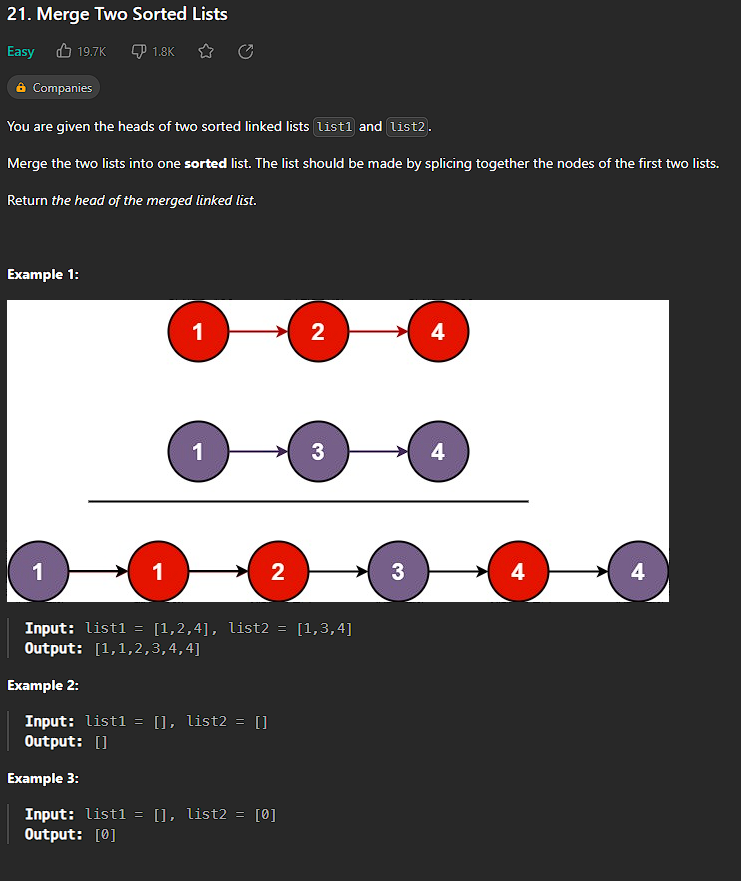 21. Merge Two Sorted Lists
Easy 19.7K 1.8K
Companies
You are given the heads of two sorted linked lists list1 and list2.
Merge the two lists into one sorted list. The list should be made by splicing together the nodes of the first two lists.
Return the head of the merged linked list.
Example 1:
1 2 4
1 3 4
1 1 2 3 4 4
Input: list1 = [1,2,4], list2 = [1,3,4]
Output: [1,1,2,3,4,4]
Example 2:
Input: list1 = [], list2 = []
Output: []
Example 3:
Input: list1 = [], list2 = [0]
Output: [0]